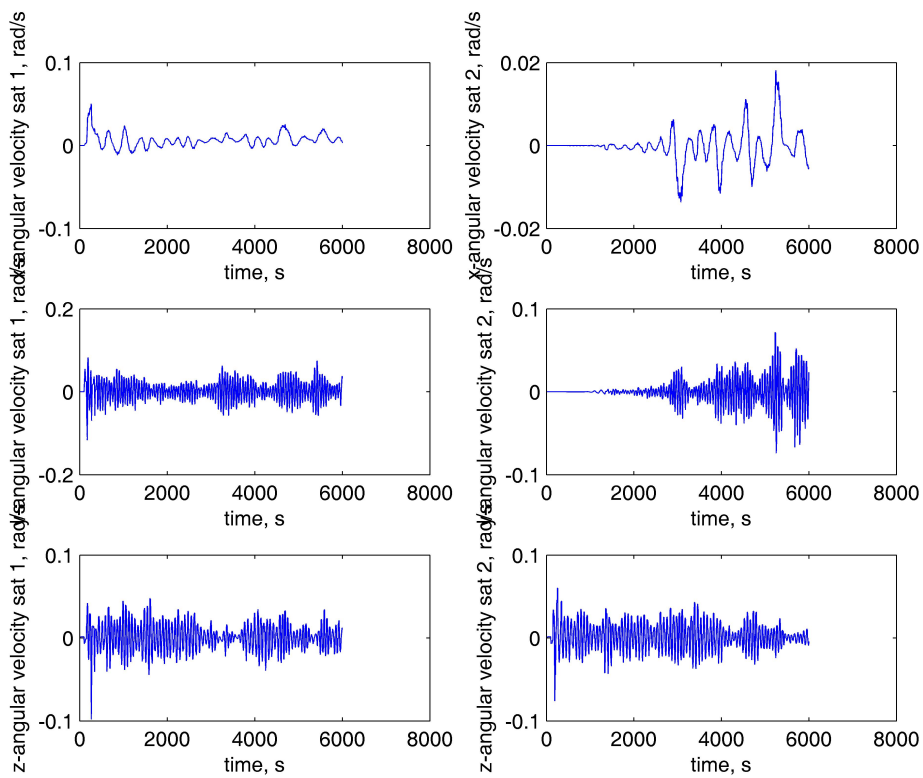 x-angular velocity sat 1, rad/s
0.1
0
-0.1
0 2000 4000 6000 8000
time, s
x-angular velocity sat 2, rad/s
0.02
0
-0.02
0 2000 4000 6000 8000
time, s
y-angular velocity sat 1, rad/s
0.2
0
-0.2
0 2000 4000 6000 8000
time, s
y-angular velocity sat 2, rad/s
0.1
0
-0.1
0 2000 4000 6000 8000
time, s
z-angular velocity sat 1, rad/s
0.1
0
-0.1
0 2000 4000 6000 8000
time, s
z-angular velocity sat 2, rad/s
0.1
0
-0.1
0 2000 4000 6000 8000
time, s